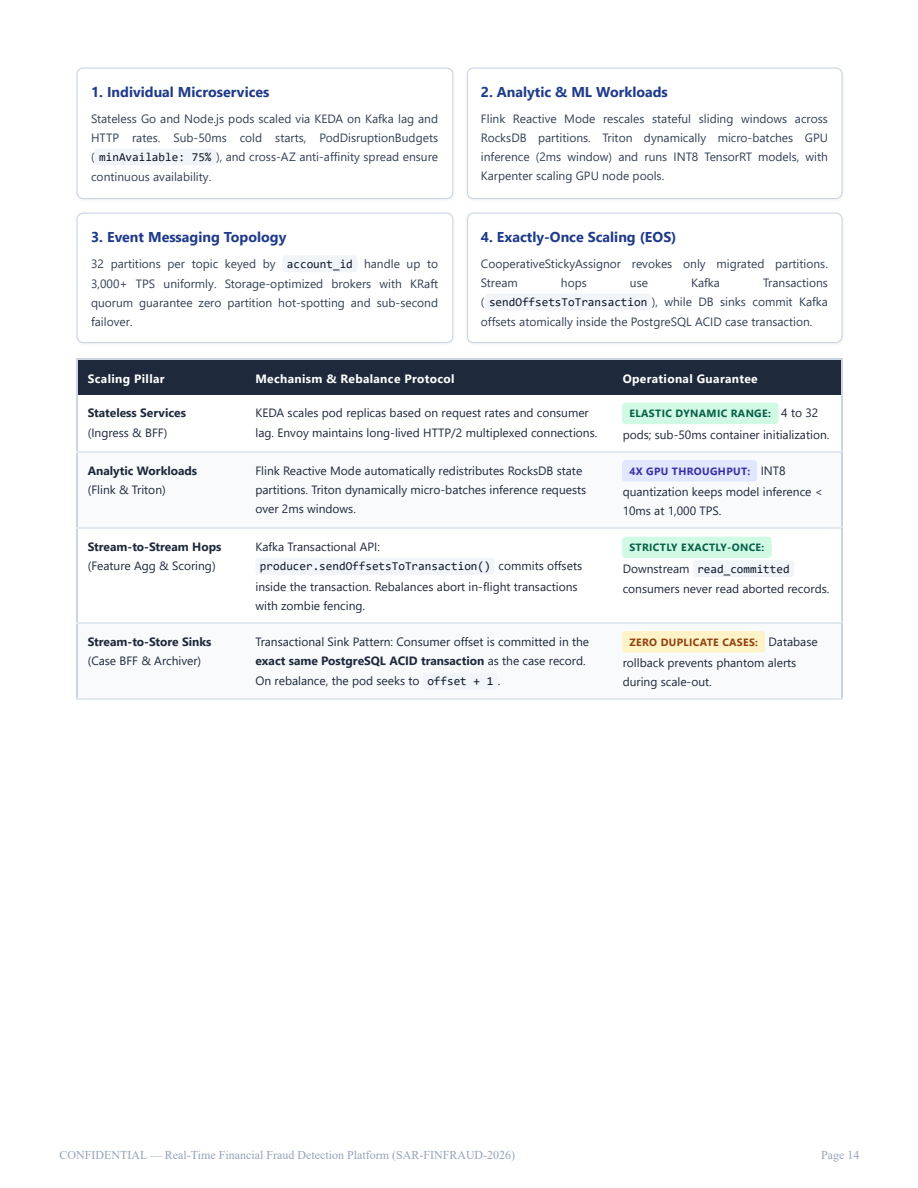 1. Individual Microservices
Stateless Go and Node.js pods scaled via KEDA on Kafka lag and
HTTP rates. Sub-50ms cold starts, PodDisruptionBudgets
( minAvailable: 75% ), and cross-AZ anti-affinity spread ensure
continuous availability.
2. Analytic & ML Workloads
Flink Reactive Mode rescales stateful sliding windows across
RocksDB partitions. Triton dynamically micro-batches GPU
inference (2ms window) and runs INT8 TensorRT models, with
Karpenter scaling GPU node pools.
3. Event Messaging Topology
32 partitions per topic keyed by account_id handle up to
3,000+ TPS uniformly. Storage-optimized brokers with KRaft
quorum guarantee zero partition hot-spotting and sub-second
failover.
4. Exactly-Once Scaling (EOS)
CooperativeStickyAssignor revokes only migrated partitions.
Stream hops use Kafka Transactions
( sendOffsetsToTransaction ), while DB sinks commit Kafka
offsets atomically inside the PostgreSQL ACID case transaction.
Scaling Pillar Mechanism & Rebalance Protocol Operational Guarantee
Stateless Services
(Ingress & BFF)
KEDA scales pod replicas based on request rates and consumer
lag. Envoy maintains long-lived HTTP/2 multiplexed connections.
ELASTIC DYNAMIC RANGE: 4 to 32
pods; sub-50ms container initialization.
Analytic Workloads
(Flink & Triton)
Flink Reactive Mode automatically redistributes RocksDB state
partitions. Triton dynamically micro-batches inference requests
over 2ms windows.
4X GPU THROUGHPUT: INT8
quantization keeps model inference <
10ms at 1,000 TPS.
Stream-to-Stream Hops
(Feature Agg & Scoring)
Kafka Transactional API:
producer.sendOffsetsToTransaction() commits offsets
inside the transaction. Rebalances abort in-flight transactions
with zombie fencing.
STRICTLY EXACTLY-ONCE:
Downstream read_committed
consumers never read aborted records.
Stream-to-Store Sinks
(Case BFF & Archiver)
Transactional Sink Pattern: Consumer offset is committed in the
exact same PostgreSQL ACID transaction as the case record.
On rebalance, the pod seeks to offset + 1 .
ZERO DUPLICATE CASES: Database
rollback prevents phantom alerts
during scale-out.
CONFIDENTIAL — Real-Time Financial Fraud Detection Platform (SAR-FINFRAUD-2026)
Page 14